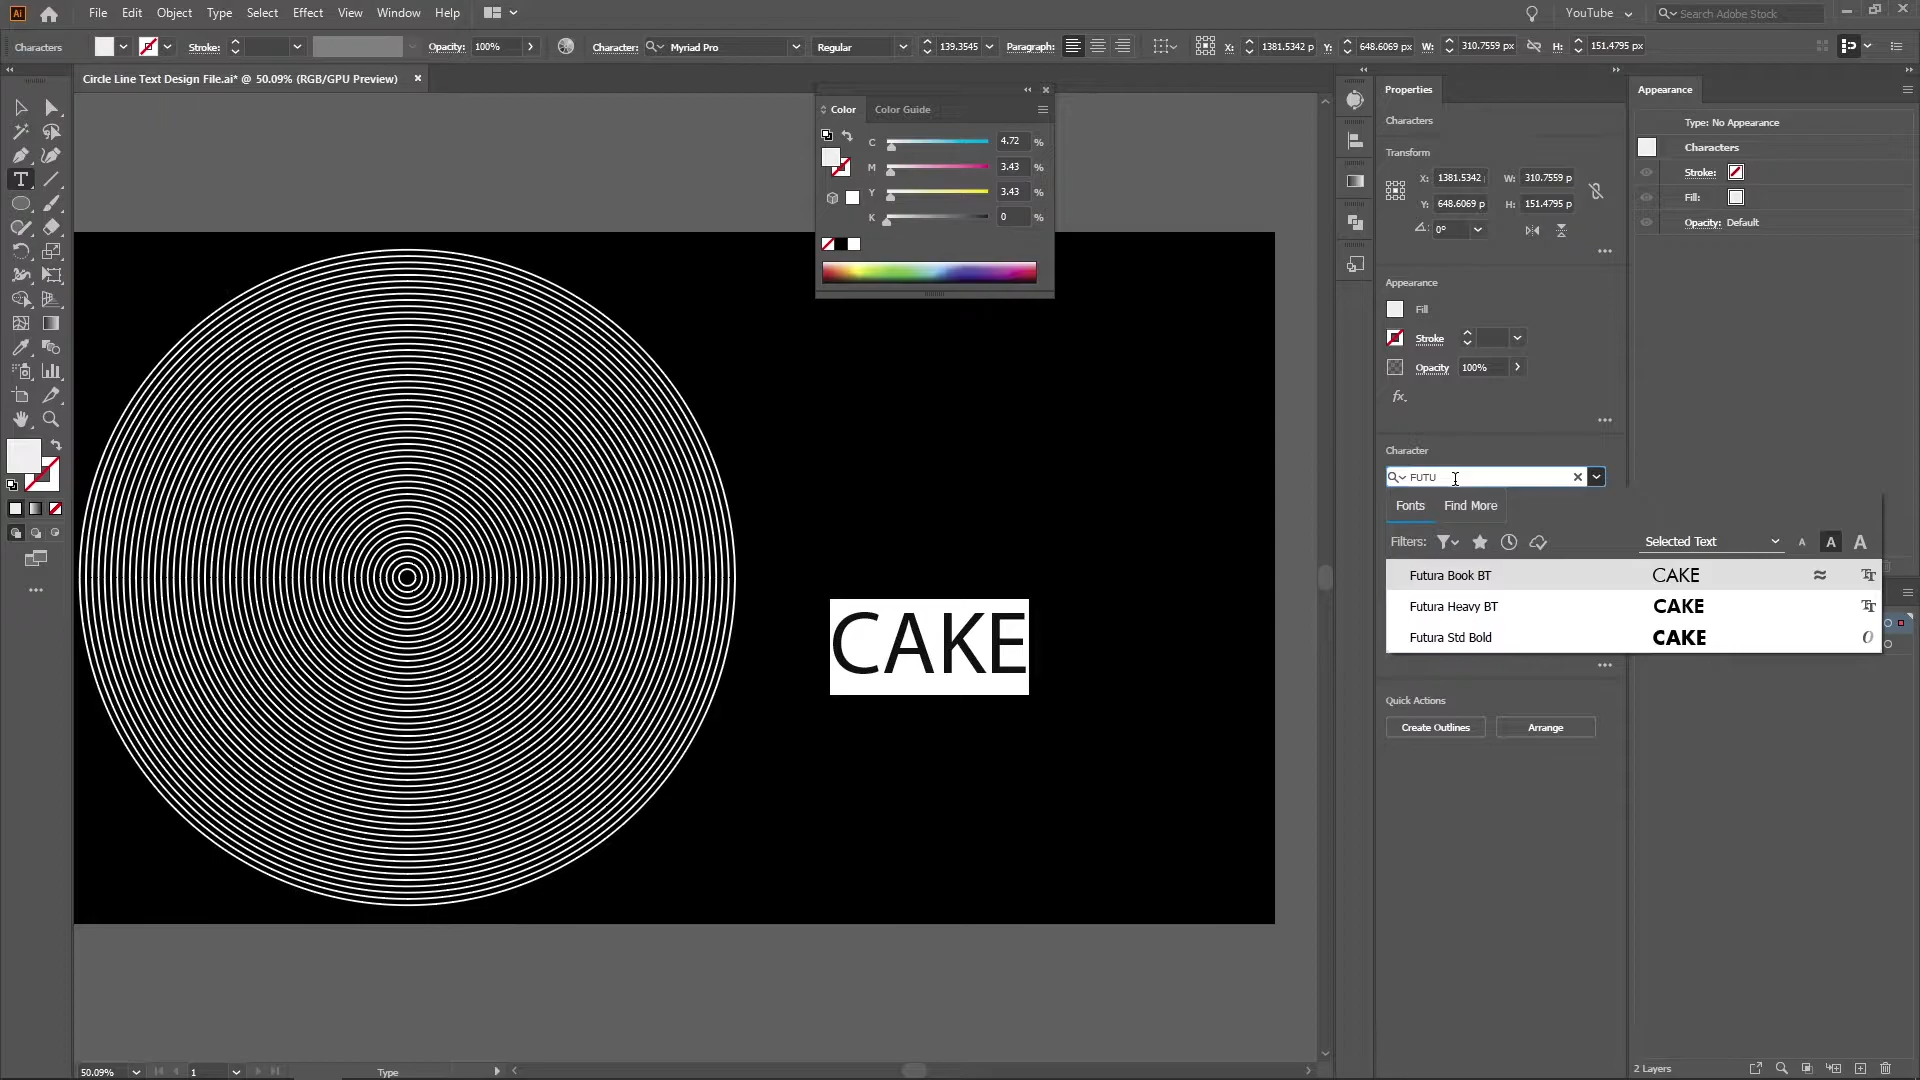 Ai File Edit Object Type Select Effect View Window Help YouTube Search Adobe Stock
Characters Stroke: Opacity: 100% Character: Myriad Pro Regular 139.3545 Paragraph: X: 1381.5342 p Y: 648.6069 px W: 310.7559 px H: 151.4795 px
Circle Line Text Design File.ai* @ 50.09% (RGB/GPU Preview)
Color Color Guide
C 4.72 %
M 3.43 %
Y 3.43 %
K 0 %
CAKE
Properties
Characters
Transform
X: 1381.5342 W: 310.7559 p
Y: 648.6069 p H: 151.4795 p
0°
Appearance
Fill
Stroke
Opacity 100%
fx.
Character
FUTU
Fonts Find More
Filters: Selected Text A A A
Futura Book BT CAKE
Futura Heavy BT CAKE
Futura Std Bold CAKE
Quick Actions
Create Outlines Arrange
Appearance
Type: No Appearance
Characters
Stroke:
Fill:
Opacity: Default
2 Layers
50.09% 1 Type